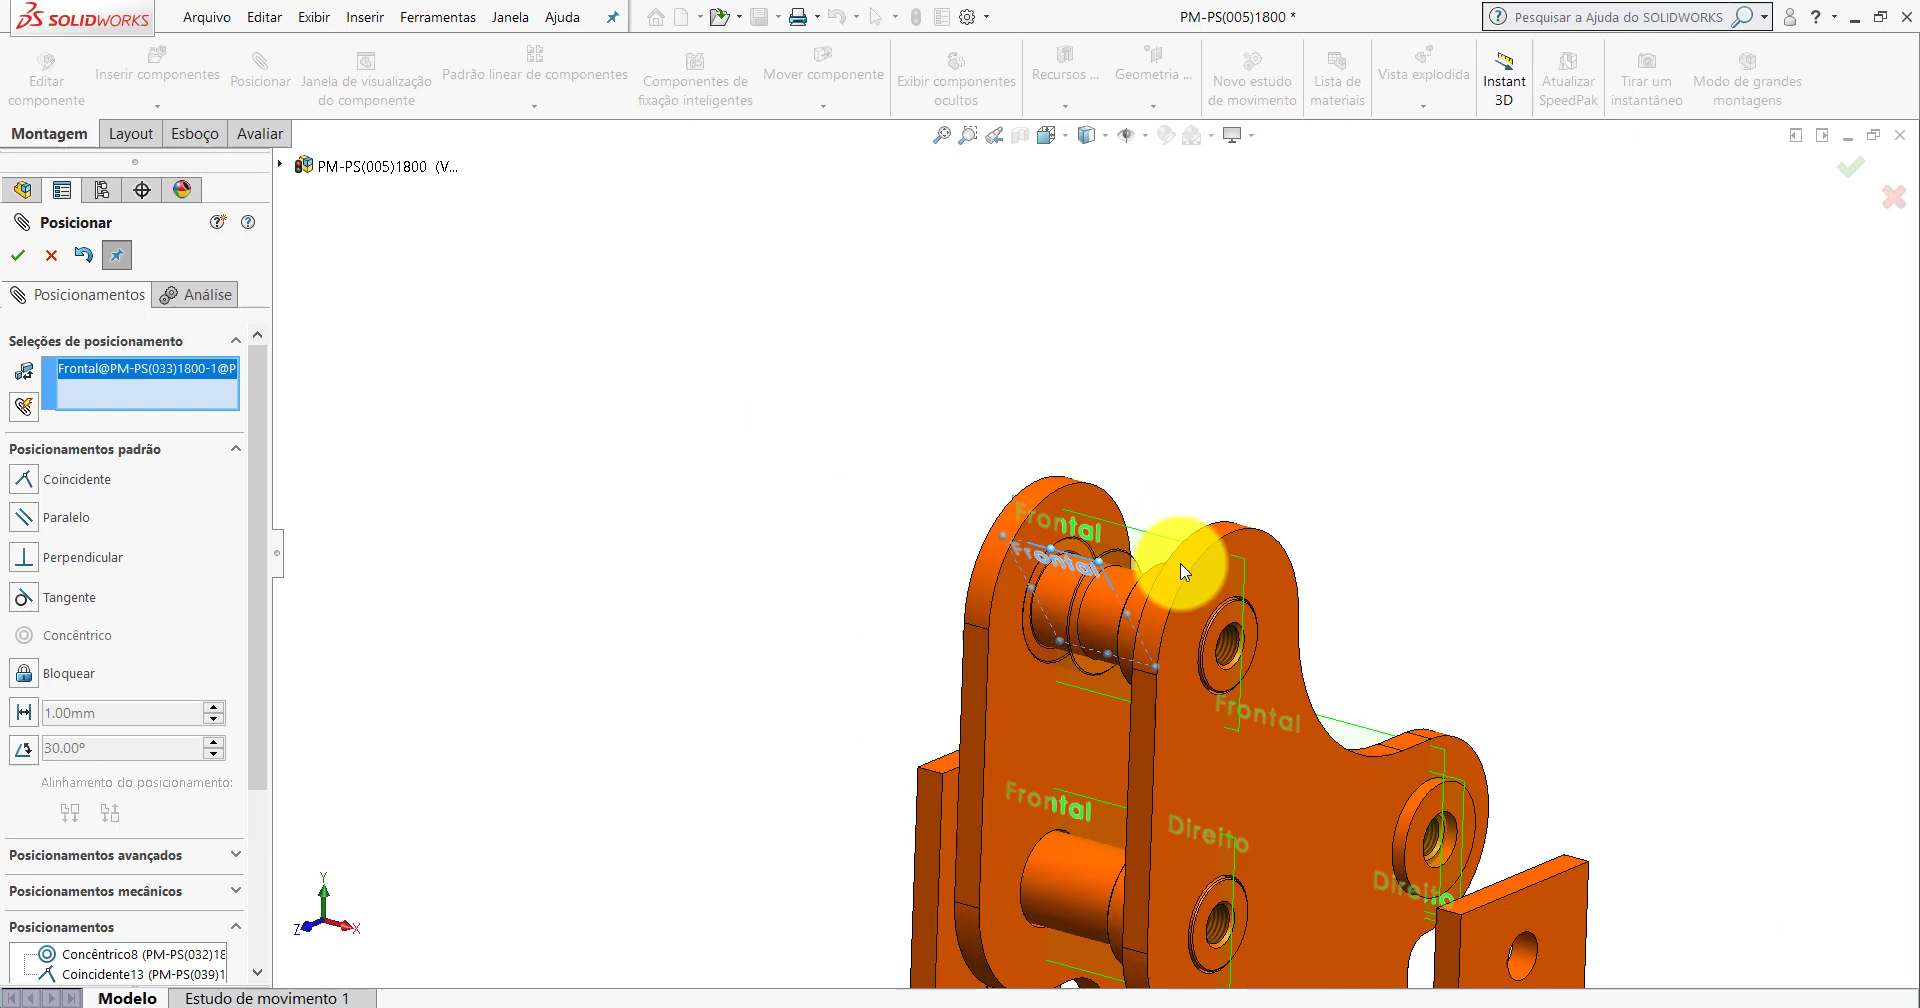 SOLIDWORKS
Arquivo Editar Exibir Inserir Ferramentas Janela Ajuda
PM-PS(005)1800 *
Pesquisar a Ajuda do SOLIDWORKS
Editar componente
Inserir componentes
Posicionar
Janela de visualização do componente
Padrão linear de componentes
Componentes de fixação inteligentes
Mover componente
Exibir componentes ocultos
Recursos ...
Geometria ...
Novo estudo de movimento
Lista de materiais
Vista explodida
Instant 3D
Atualizar SpeedPak
Tirar um instantâneo
Modo de grandes montagens
Montagem Layout Esboço Avaliar
PM-PS(005)1800 (V...
Posicionar
Posicionamentos Análise
Seleções de posicionamento
Frontal@PM-PS(033)1800-1@P
Posicionamentos padrão
Coincidente
Paralelo
Perpendicular
Tangente
Concêntrico
Bloquear
1.00mm
30.00°
Alinhamento do posicionamento:
Posicionamentos avançados
Posicionamentos mecânicos
Posicionamentos
Concêntrico8 (PM-PS(032)18
Coincidente13 (PM-PS(039)1
Frontal
Frontal
Frontal
Frontal
Direito
Direito
Y
Z
X
Modelo Estudo de movimento 1